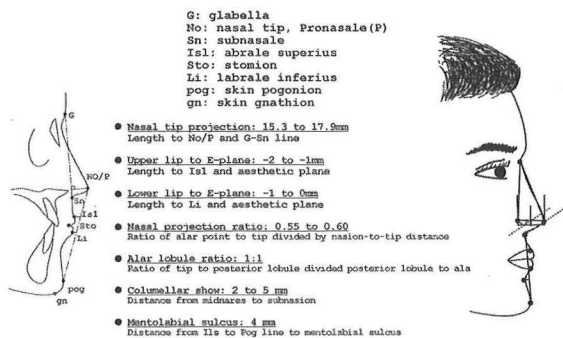 G: glabella
No: nasal tip, Pronasale(P)
Sn: subnasale
Isl: abrale superius
Sto: stomion
Li: labrale inferius
pog: skin pogonion
gn: skin gnathion
G
NO/P
Sn
Isl
Sto
Li
pog
gn
● Nasal tip projection: 15.3 to 17.9mm
Length to No/P and G-Sn line
● Upper lip to E-plane: -2 to -1mm
Length to Isl and aesthetic plane
● Lower lip to E-plane: -1 to 0mm
Length to Li and aesthetic plane
● Nasal projection ratio: 0.55 to 0.60
Ratio of alar point to tip divided by nasion-to-tip distance
● Alar lobule ratio: 1:1
Ratio of tip to posterior lobule divided posterior lobule to ala
● Columellar show: 2 to 5 mm
Distance from midnares to subnasion
● Mentolabial sulcus: 4 mm
Distance from Ils to Pog line to mentolabial sulcus